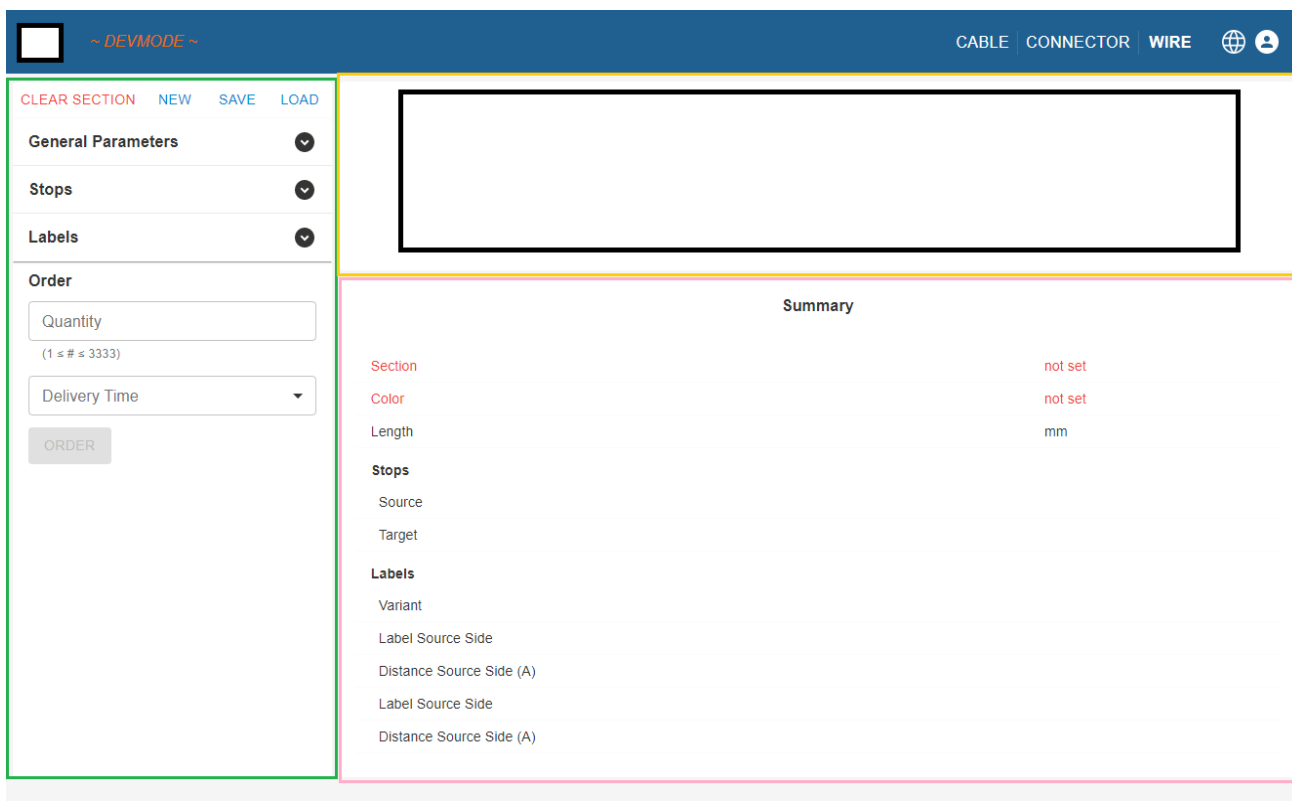 ~ DEVMODE ~
CABLE CONNECTOR WIRE
CLEAR SECTION NEW SAVE LOAD
General Parameters
Stops
Labels
Order
Quantity
(1 ≤ # ≤ 3333)
Delivery Time
ORDER
Summary
Section not set
Color not set
Length mm
Stops
Source
Target
Labels
Variant
Label Source Side
Distance Source Side (A)
Label Source Side
Distance Source Side (A)